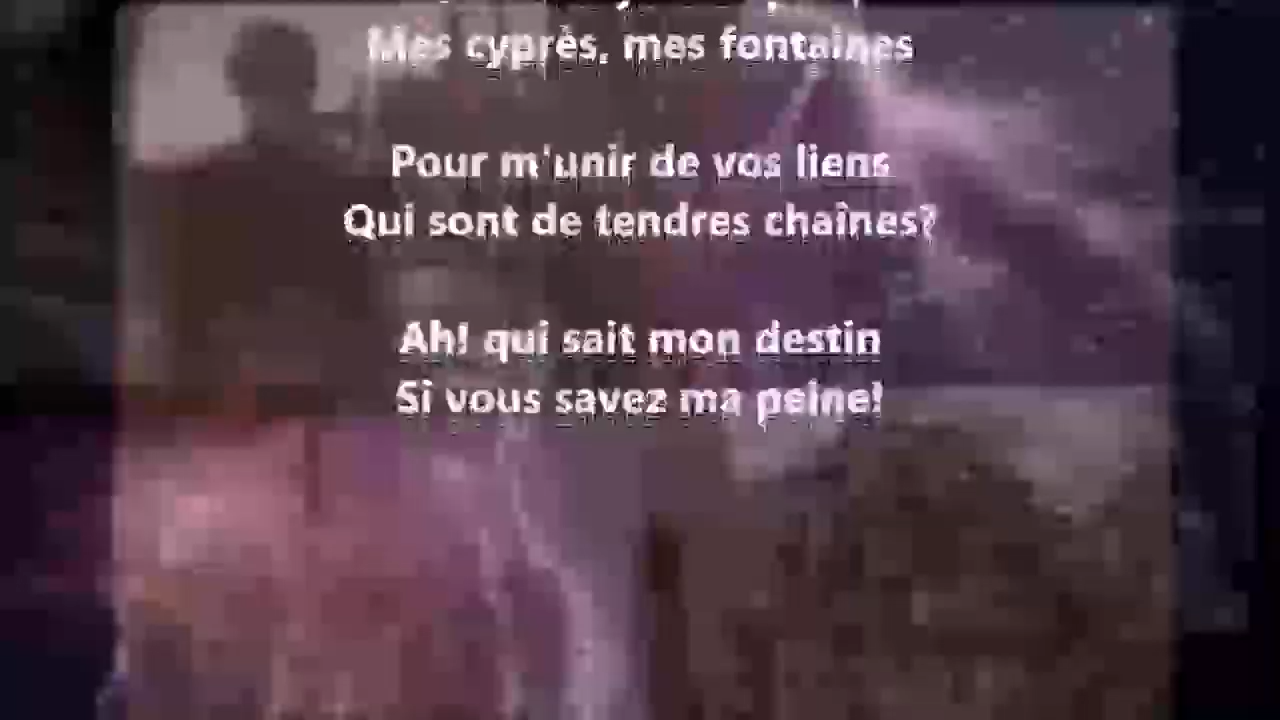 Mes cyprès, mes fontaines
Pour m'unir de vos liens
Qui sont de tendres chaînes?
Ah! qui sait mon destin
Si vous savez ma peine!